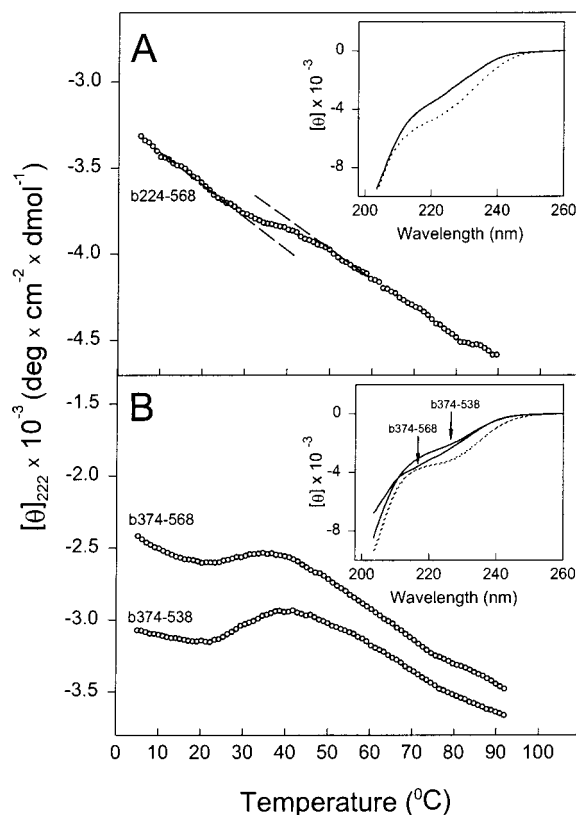 A
-3.0
-3.5
-4.0
-4.5
b224-568
[θ] x 10⁻³
0
-4
-8
200 220 240 260
Wavelength (nm)
[θ]₂₂₂ x 10⁻³ (deg x cm⁻² x dmol⁻¹)
B
-1.5
-2.0
-2.5
-3.0
-3.5
b374-568
b374-538
[θ] x 10⁻³
0
-4
-8
b374-538
b374-568
200 220 240 260
Wavelength (nm)
0 10 20 30 40 50 60 70 80 90 100
Temperature (⁰C)